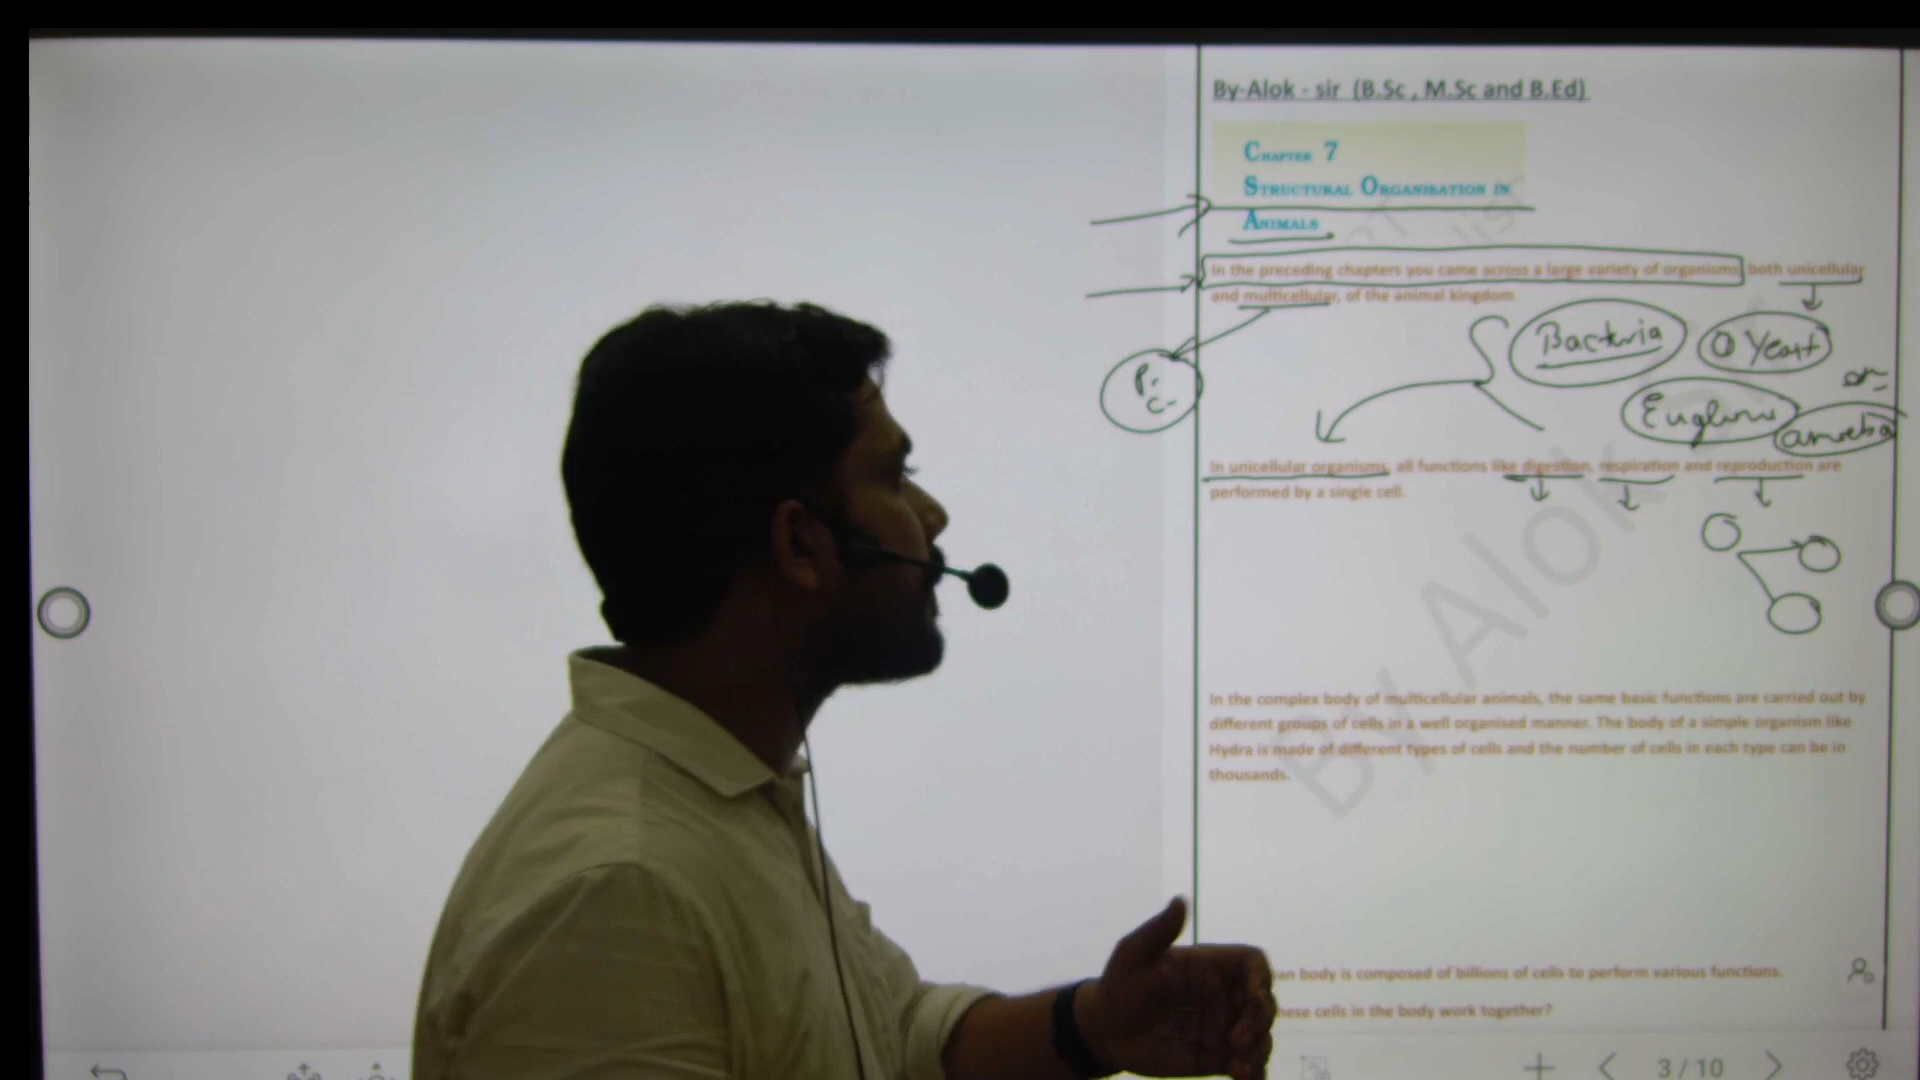 By-Alok - sir (B.Sc , M.Sc and B.Ed)
CHAPTER 7
STRUCTURAL ORGANISATION IN
ANIMALS
In the preceding chapters you came across a large variety of organisms, both unicellular
and multicellular, of the animal kingdom.
Bacteria
Yeast
or
P.
C-
amoeba
In unicellular organisms, all functions like digestion, respiration and reproduction are
performed by a single cell.
In the complex body of multicellular animals, the same basic functions are carried out by
different groups of cells in a well organised manner. The body of a simple organism like
Hydra is made of different types of cells and the number of cells in each type can be in
thousands.
an body is composed of billions of cells to perform various functions.
hese cells in the body work together?
3 / 10
By Alok